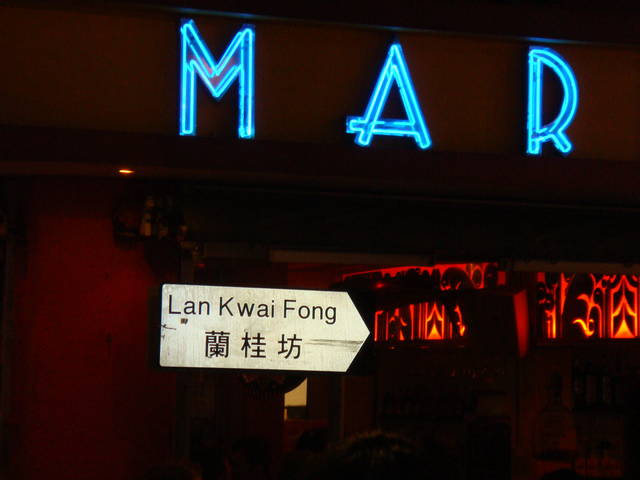 MAR
Lan Kwai Fong
蘭桂坊